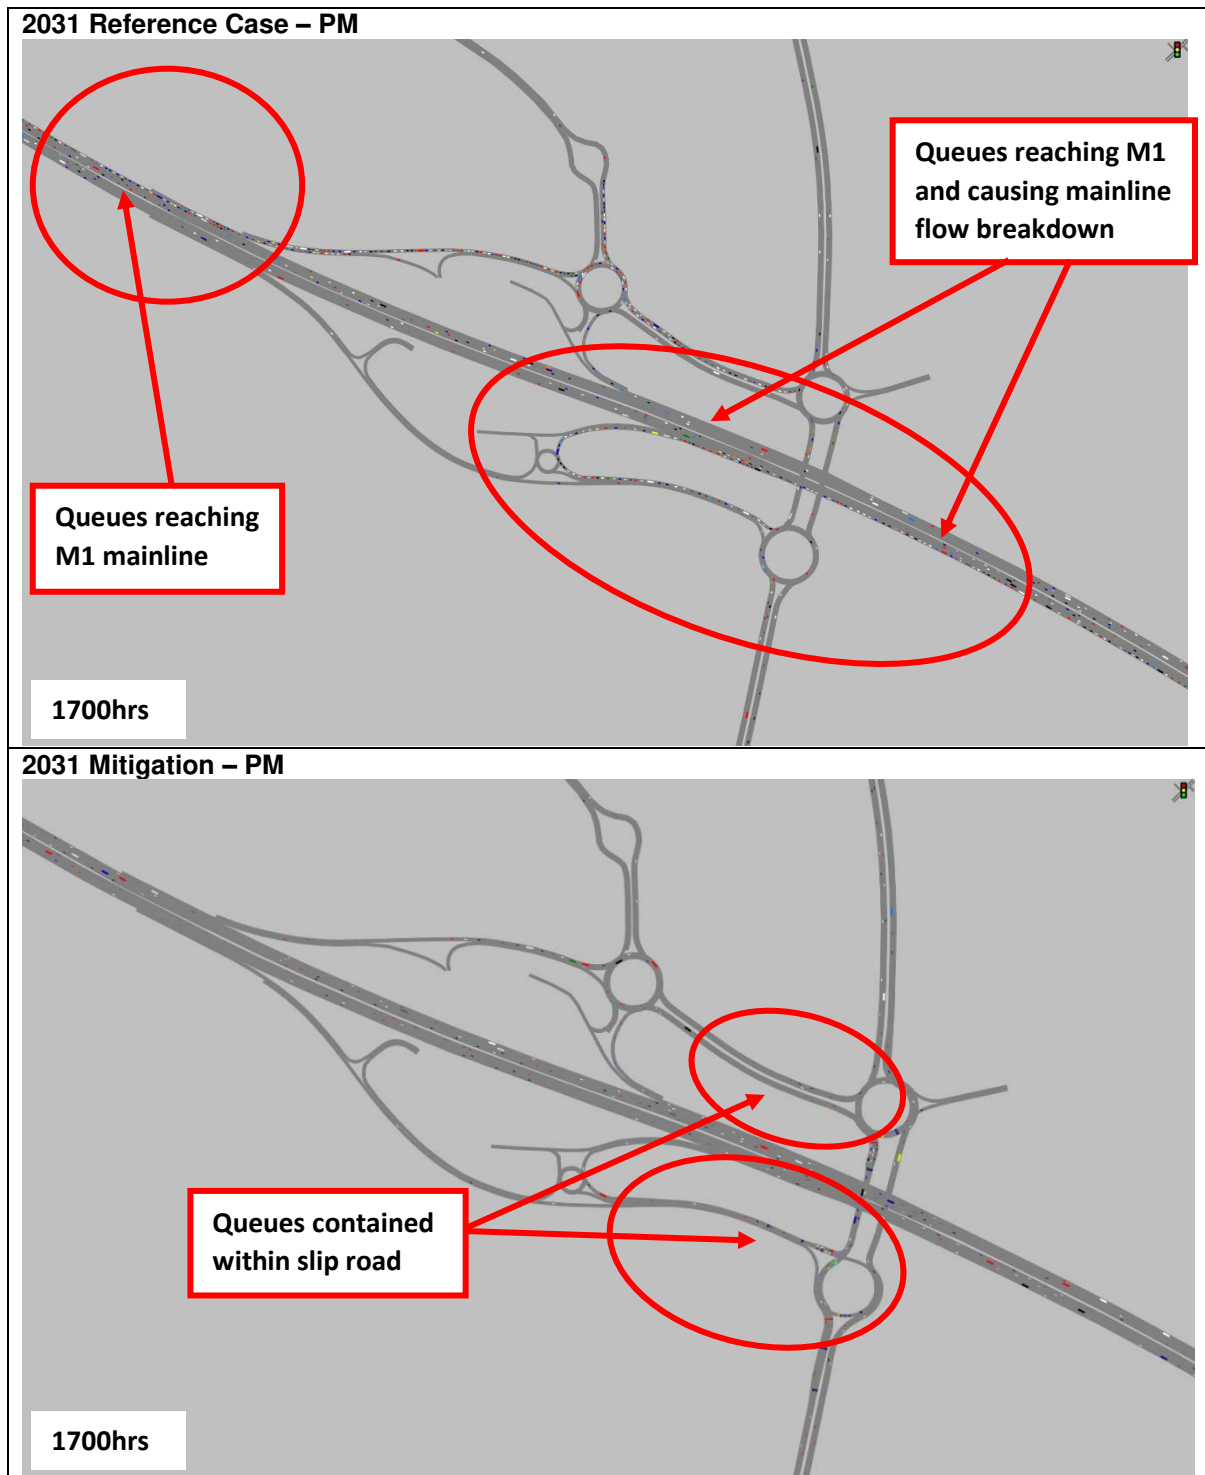 2031 Reference Case – PM
Queues reaching M1
and causing mainline
flow breakdown
Queues reaching
M1 mainline
1700hrs
2031 Mitigation – PM
Queues contained
within slip road
1700hrs